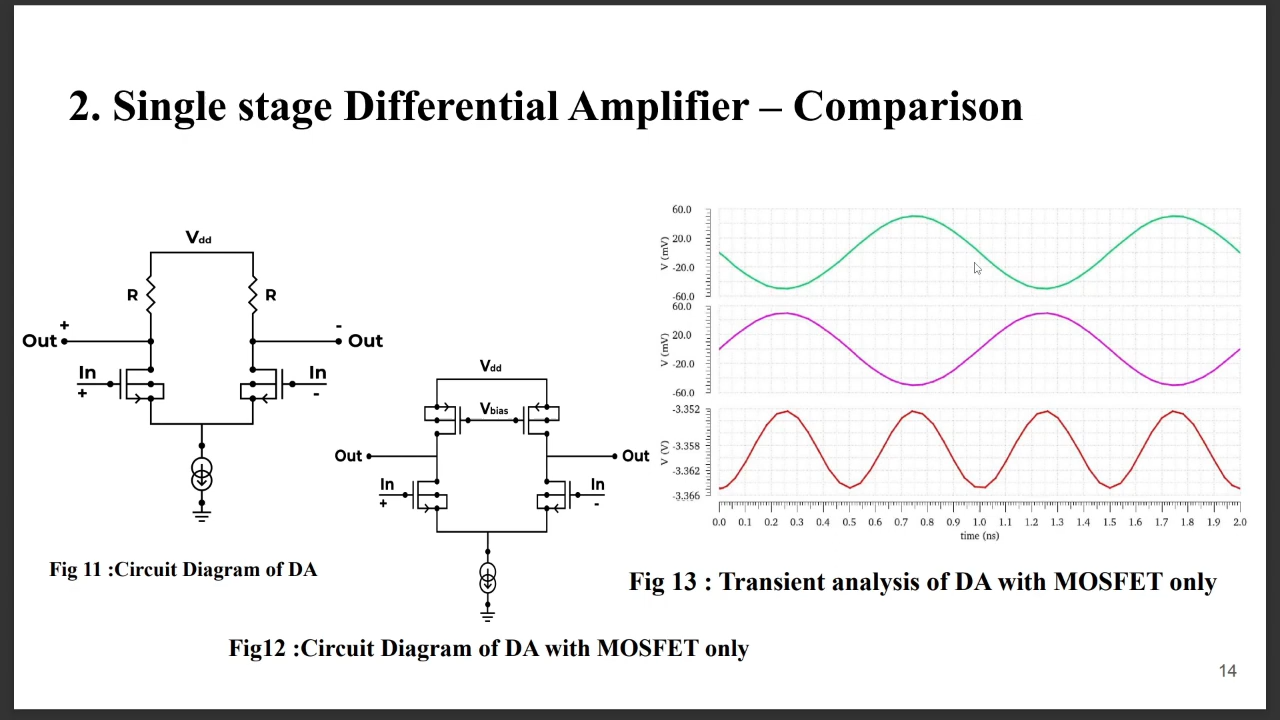 2. Single stage Differential Amplifier – Comparison
Vdd
R
R
Out
+
-
Out
In
+
In
-
Fig 11 :Circuit Diagram of DA
Vdd
Vbias
Out
Out
In
+
In
-
Fig12 :Circuit Diagram of DA with MOSFET only
60.0
20.0
-20.0
-60.0
V (mV)
60.0
20.0
-20.0
-60.0
V (mV)
-3.352
-3.358
-3.362
-3.366
V (V)
0.0 0.1 0.2 0.3 0.4 0.5 0.6 0.7 0.8 0.9 1.0 1.1 1.2 1.3 1.4 1.5 1.6 1.7 1.8 1.9 2.0
time (ns)
Fig 13 : Transient analysis of DA with MOSFET only
14